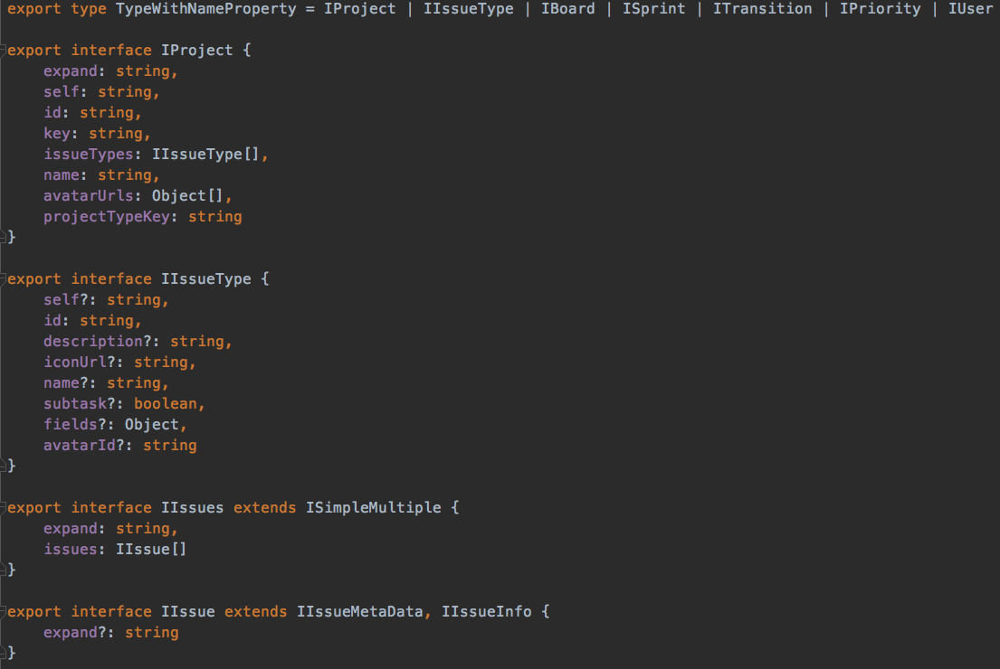 export type TypeWithNameProperty = IProject | IIssueType | IBoard | ISprint | ITransition | IPriority | IUser
export interface IProject {
expand: string,
self: string,
id: string,
key: string,
issueTypes: IIssueType[],
name: string,
avatarUrls: Object[],
projectTypeKey: string
}
export interface IIssueType {
self?: string,
id: string,
description?: string,
iconUrl?: string,
name?: string,
subtask?: boolean,
fields?: Object,
avatarId?: string
}
export interface IIssues extends ISimpleMultiple {
expand: string,
issues: IIssue[]
}
export interface IIssue extends IIssueMetaData, IIssueInfo {
expand?: string
}